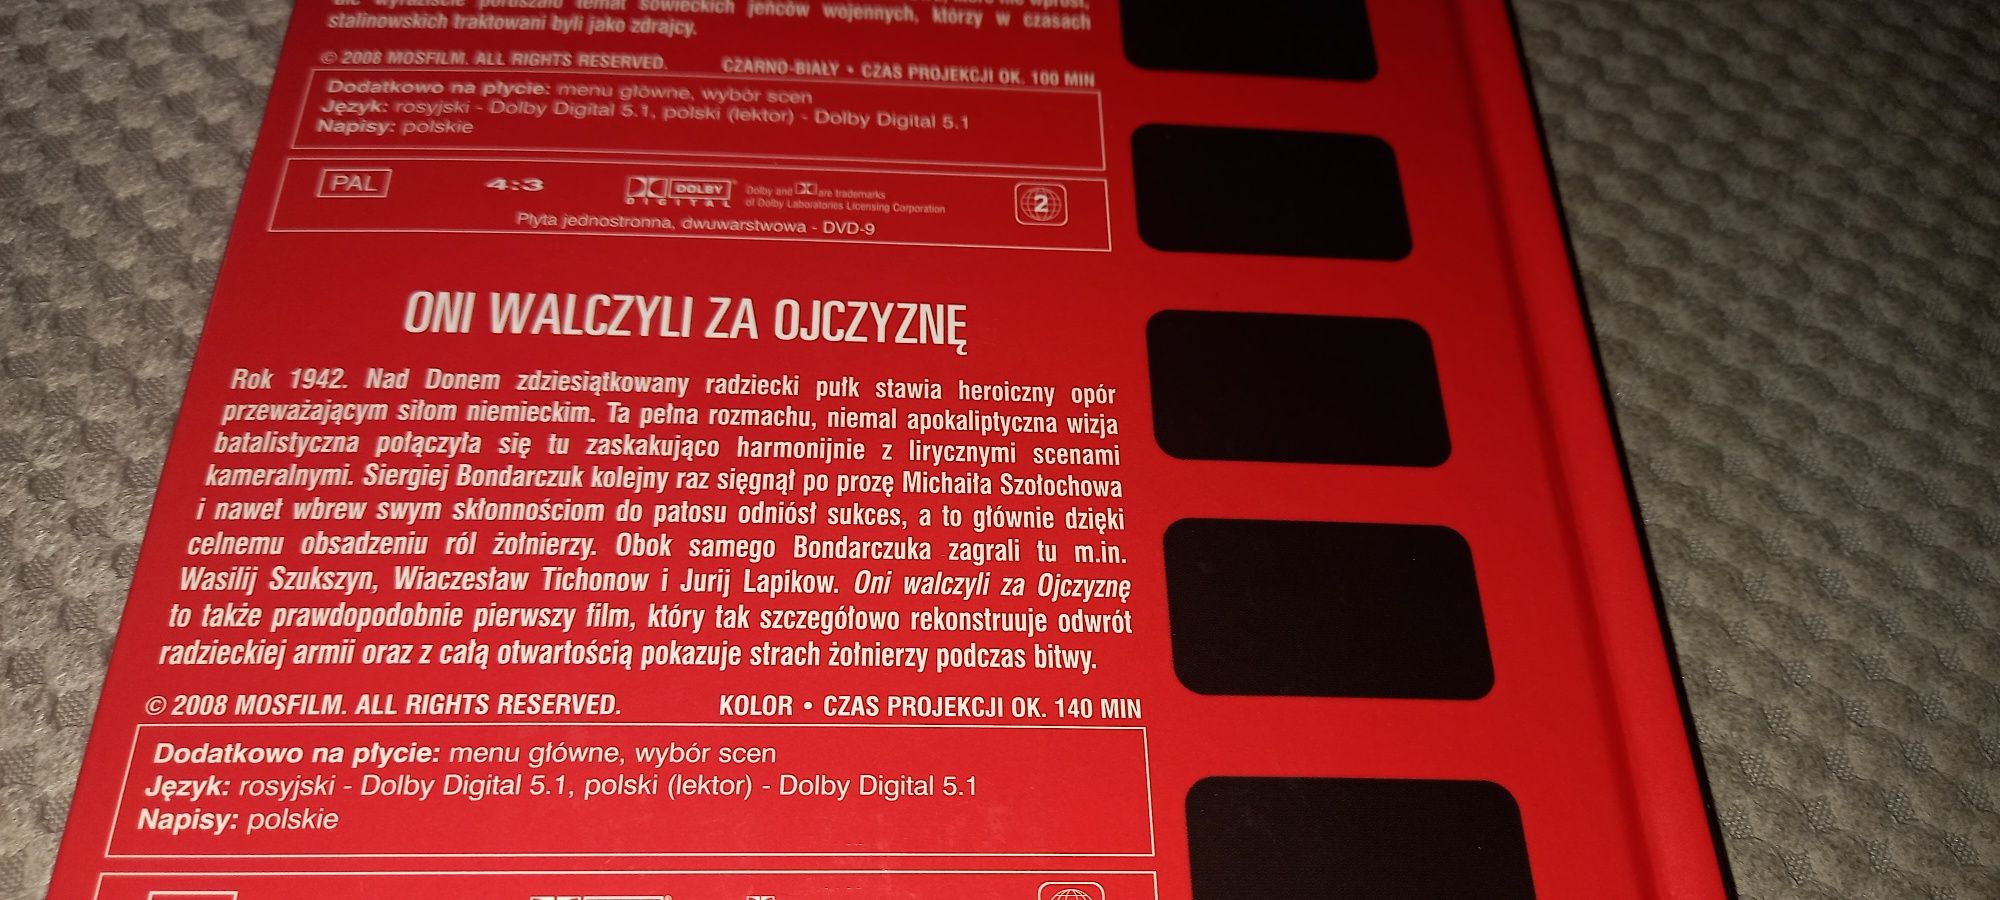 ale wyraziście poruszało temat sowieckich jeńców wojennych, którzy w czasach
stalinowskich traktowani byli jako zdrajcy.
© 2008 MOSFILM. ALL RIGHTS RESERVED. CZARNO-BIAŁY • CZAS PROJEKCJI OK. 100 MIN
Dodatkowo na płycie: menu główne, wybór scen
Język: rosyjski - Dolby Digital 5.1, polski (lektor) - Dolby Digital 5.1
Napisy: polskie
PAL 4:3 DOLBY DIGITAL Dolby and are trademarks of Dolby Laboratories Licensing Corporation 2
Płyta jednostronna, dwuwarstwowa - DVD-9
ONI WALCZYLI ZA OJCZYZNĘ
Rok 1942. Nad Donem zdziesiątkowany radziecki pułk stawia heroiczny opór
przeważającym siłom niemieckim. Ta pełna rozmachu, niemal apokaliptyczna wizja
batalistyczna połączyła się tu zaskakująco harmonijnie z lirycznymi scenami
kameralnymi. Siergiej Bondarczuk kolejny raz sięgnął po prozę Michaiła Szołochowa
i nawet wbrew swym skłonnościom do patosu odniósł sukces, a to głównie dzięki
celnemu obsadzeniu ról żołnierzy. Obok samego Bondarczuka zagrali tu m.in.
Wasilij Szukszyn, Wiaczesław Tichonow i Jurij Lapikow. Oni walczyli za Ojczyznę
to także prawdopodobnie pierwszy film, który tak szczegółowo rekonstruuje odwrót
radzieckiej armii oraz z całą otwartością pokazuje strach żołnierzy podczas bitwy.
© 2008 MOSFILM. ALL RIGHTS RESERVED. KOLOR • CZAS PROJEKCJI OK. 140 MIN
Dodatkowo na płycie: menu główne, wybór scen
Język: rosyjski - Dolby Digital 5.1, polski (lektor) - Dolby Digital 5.1
Napisy: polskie